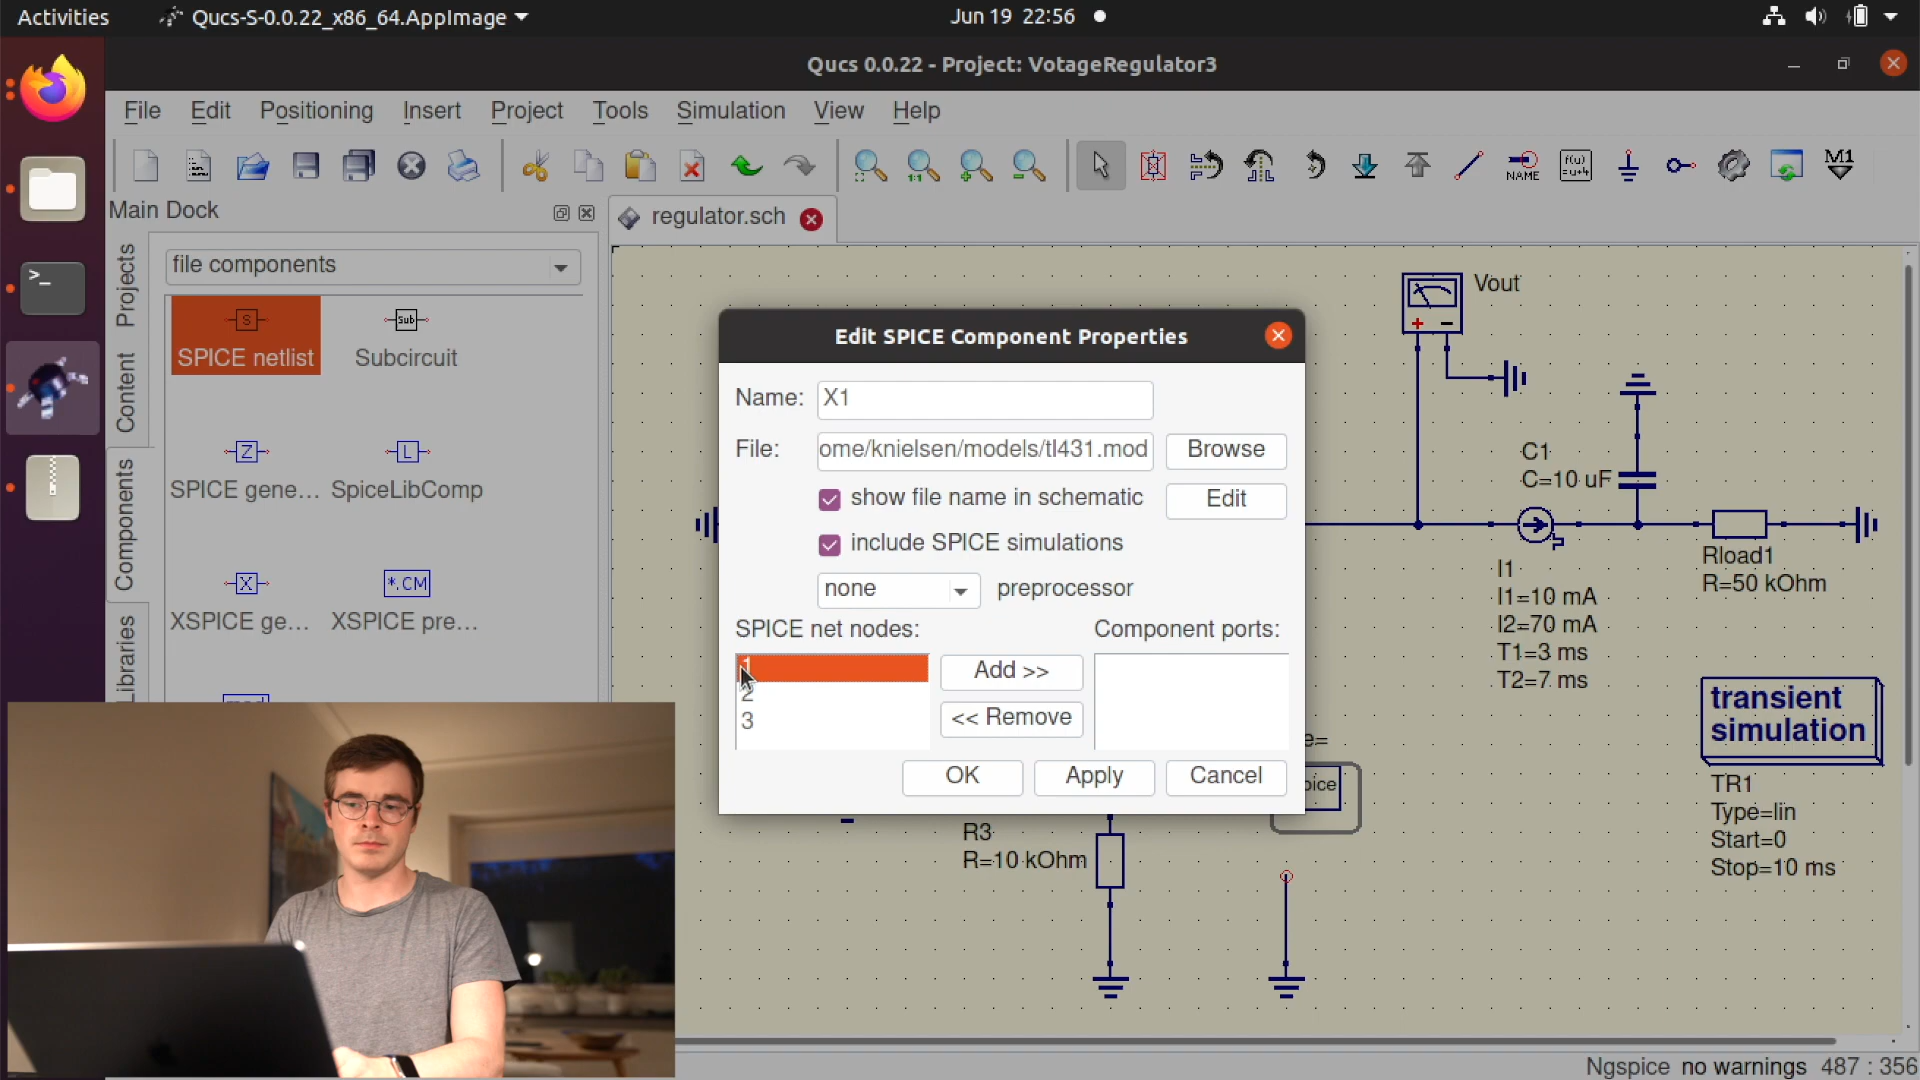 Activities
Qucs-S-0.0.22_x86_64.AppImage
Jun 19 22:56
Qucs 0.0.22 - Project: VotageRegulator3
File Edit Positioning Insert Project Tools Simulation View Help
1:1
NAME
f(u)
=u+4
M1
Main Dock
regulator.sch
Projects
Content
Components
file components
S
SPICE netlist
Sub
Subcircuit
Z
SPICE gene...
L
SpiceLibComp
X
XSPICE ge...
*.CM
XSPICE pre...
Edit SPICE Component Properties
Name: X1
File: ome/knielsen/models/tl431.mod
Browse
show file name in schematic
Edit
include SPICE simulations
none
preprocessor
SPICE net nodes:
Component ports:
1
2
3
Add >>
<< Remove
OK
Apply
Cancel
Vout
C1
C=10 uF
I1
I1=10 mA
I2=70 mA
T1=3 ms
T2=7 ms
Rload1
R=50 kOhm
transient
simulation
TR1
Type=lin
Start=0
Stop=10 ms
R3
R=10 kOhm
Ngspice no warnings 487 : 356